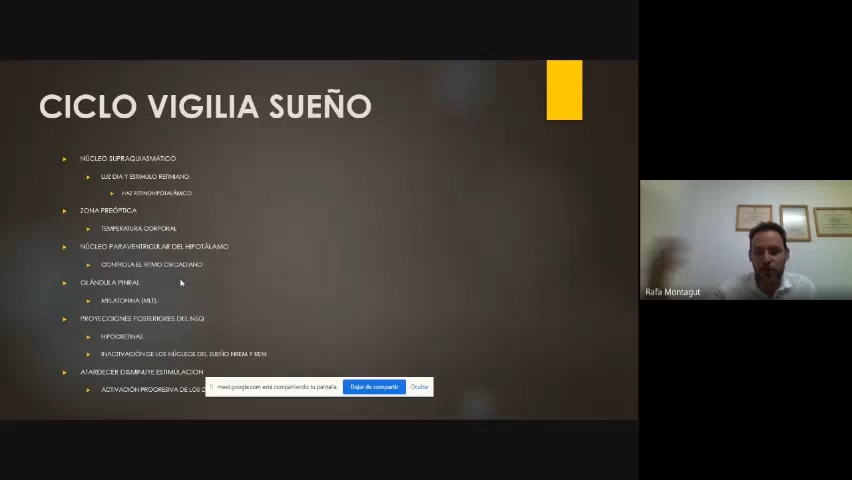 CICLO VIGILIA SUEÑO
NÚCLEO SUPRAQUIASMÁTICO
LUZ DIA Y ESTIMULO RETINIANO
HAZ RETINOHIPOTALÁMICO
ZONA PREÓPTICA
TEMPERATURA CORPORAL
NÚCLEO PARAVENTRICULAR DEL HIPOTÁLAMO
CONTROLA EL RITMO CIRCADIANO
GLÁNDULA PINEAL
MELATONINA (MLT).
PROYECCIONES POSTERIORES DEL NSQ
HIPOCRETINAS
INACTIVACIÓN DE LOS NÚCLEOS DEL SUEÑO NREM Y REM
ATARDECER DISMINUYE ESTIMULACION
ACTIVACIÓN PROGRESIVA DE LOS
meet.google.com está compartiendo tu pantalla.
Dejar de compartir
Ocultar
Rafa Montagut